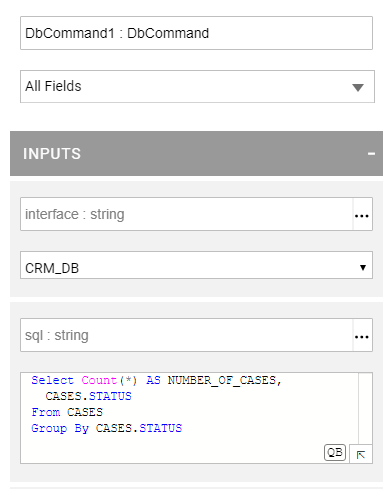 DbCommand1 : DbCommand
All Fields
INPUTS -
interface : string ...
CRM_DB
sql : string ...
Select Count(*) AS NUMBER_OF_CASES,
CASES.STATUS
From CASES
Group By CASES.STATUS
QB